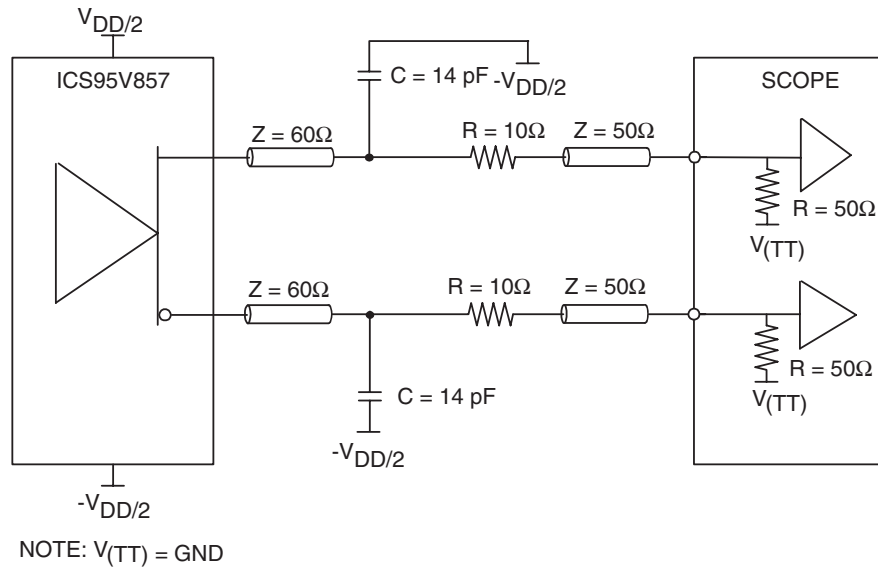 VDD/2
ICS95V857
C = 14 pF
-VDD/2
SCOPE
Z = 60Ω
R = 10Ω
Z = 50Ω
R = 50Ω
V(TT)
Z = 60Ω
R = 10Ω
Z = 50Ω
R = 50Ω
V(TT)
C = 14 pF
-VDD/2
-VDD/2
NOTE: V(TT) = GND